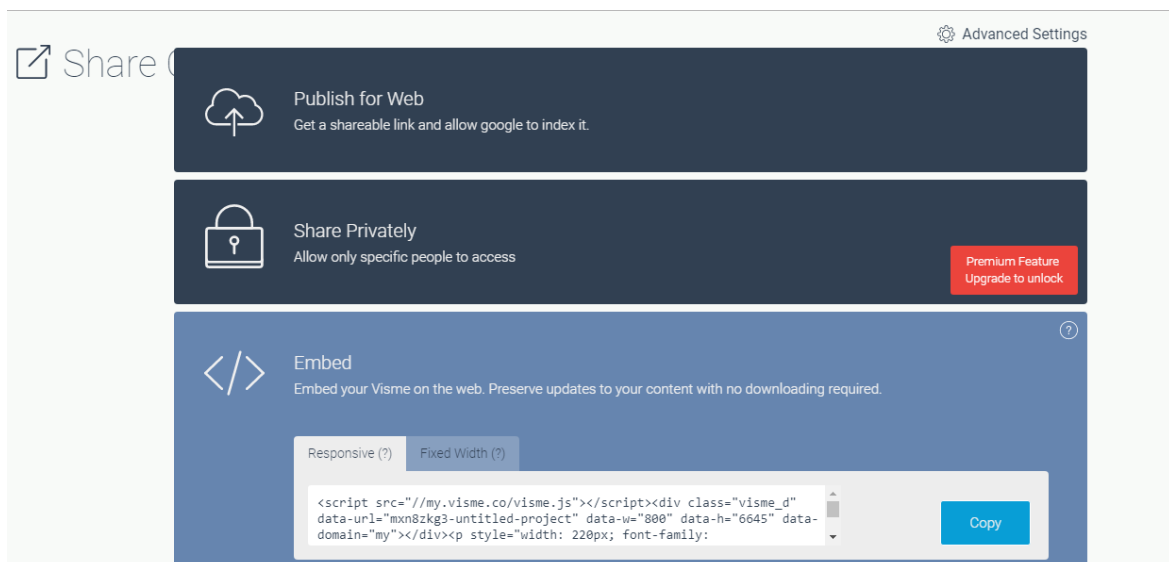 Advanced Settings
Share
Publish for Web
Get a shareable link and allow google to index it.
Share Privately
Allow only specific people to access
Premium Feature
Upgrade to unlock
Embed
Embed your Visme on the web. Preserve updates to your content with no downloading required.
Responsive (?)
Fixed Width (?)
<script src="//my.visme.co/visme.js"></script><div class="visme_d"
data-url="mxn8zkg3-untitled-project" data-w="800" data-h="6645" data-
domain="my"></div><p style="width: 220px; font-family:
Copy